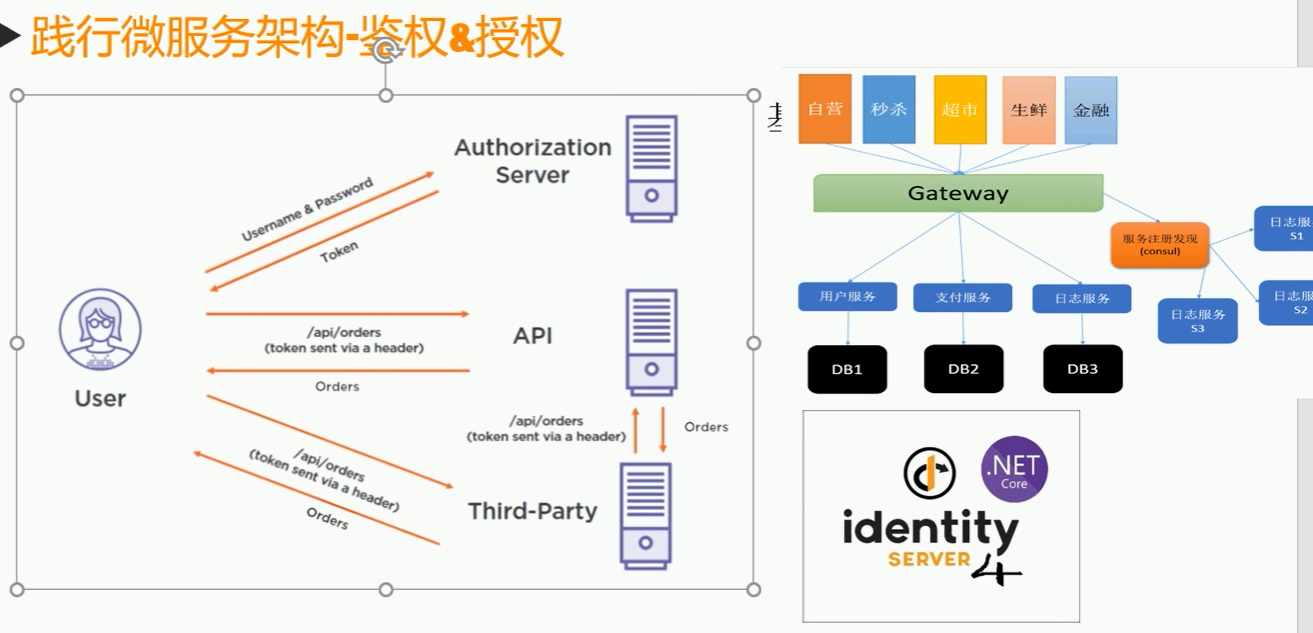 践行微服务架构-鉴权&授权
Authorization
Server
Username & Password
Token
/api/orders
(token sent via a header)
API
Orders
User
/api/orders
(token sent via a header)
Orders
/api/orders
(token sent via a header)
Orders
Third-Party
自营
秒杀
超市
生鲜
金融
Gateway
服务注册发现
(consul)
日志服
S1
日志服
S2
日志服务
S3
用户服务
支付服务
日志服务
DB1
DB2
DB3
.NET
Core
identity
SERVER
4